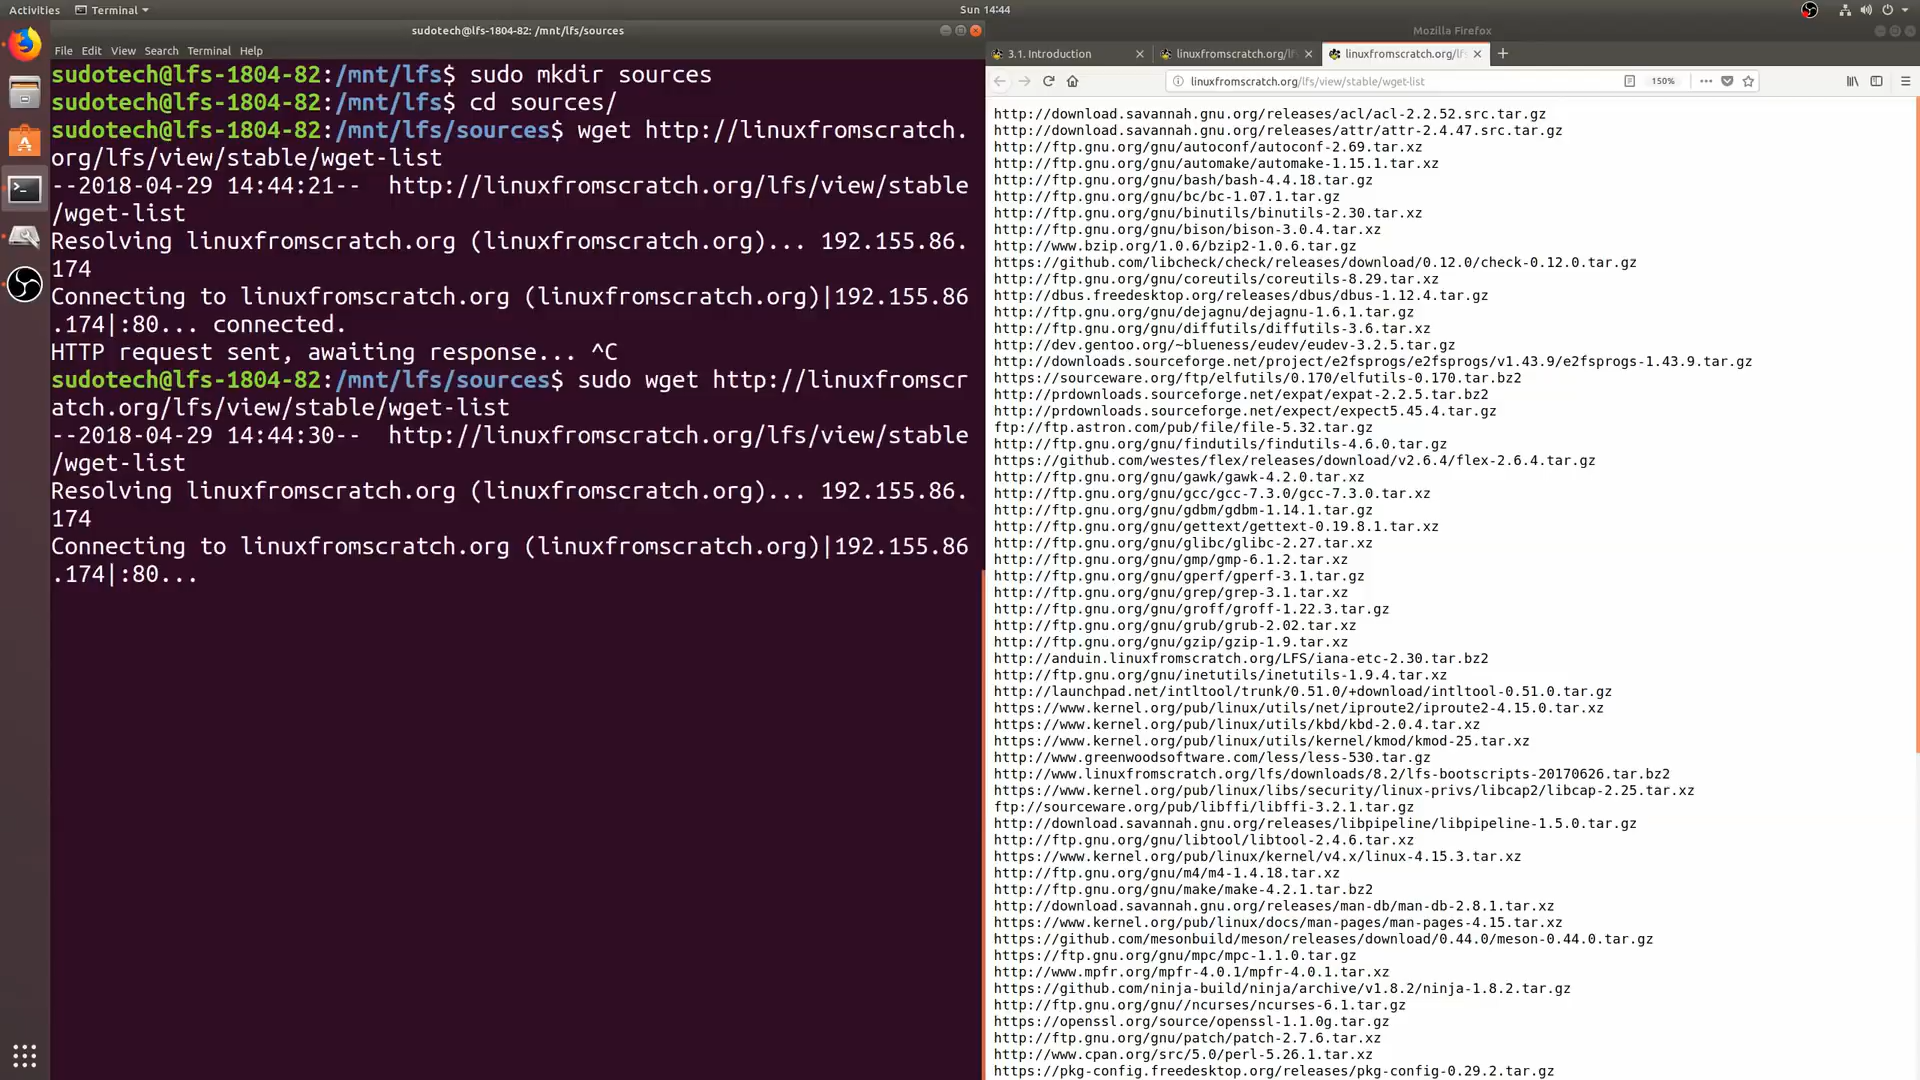 Activities
Terminal
Sun 14:44
sudotech@lfs-1804-82: /mnt/lfs/sources
File Edit View Search Terminal Help
sudotech@lfs-1804-82:/mnt/lfs$ sudo mkdir sources
sudotech@lfs-1804-82:/mnt/lfs$ cd sources/
sudotech@lfs-1804-82:/mnt/lfs/sources$ wget http://linuxfromscratch.
org/lfs/view/stable/wget-list
--2018-04-29 14:44:21--  http://linuxfromscratch.org/lfs/view/stable
/wget-list
Resolving linuxfromscratch.org (linuxfromscratch.org)... 192.155.86.
174
Connecting to linuxfromscratch.org (linuxfromscratch.org)|192.155.86
.174|:80... connected.
HTTP request sent, awaiting response... ^C
sudotech@lfs-1804-82:/mnt/lfs/sources$ sudo wget http://linuxfromscr
atch.org/lfs/view/stable/wget-list
--2018-04-29 14:44:30--  http://linuxfromscratch.org/lfs/view/stable
/wget-list
Resolving linuxfromscratch.org (linuxfromscratch.org)... 192.155.86.
174
Connecting to linuxfromscratch.org (linuxfromscratch.org)|192.155.86
.174|:80...
Mozilla Firefox
3.1. Introduction
linuxfromscratch.org/l
linuxfromscratch.org/lfs
linuxfromscratch.org/lfs/view/stable/wget-list
150%
http://download.savannah.gnu.org/releases/acl/acl-2.2.52.src.tar.gz
http://download.savannah.gnu.org/releases/attr/attr-2.4.47.src.tar.gz
http://ftp.gnu.org/gnu/autoconf/autoconf-2.69.tar.xz
http://ftp.gnu.org/gnu/automake/automake-1.15.1.tar.xz
http://ftp.gnu.org/gnu/bash/bash-4.4.18.tar.gz
http://ftp.gnu.org/gnu/bc/bc-1.07.1.tar.gz
http://ftp.gnu.org/gnu/binutils/binutils-2.30.tar.xz
http://ftp.gnu.org/gnu/bison/bison-3.0.4.tar.xz
http://www.bzip.org/1.0.6/bzip2-1.0.6.tar.gz
https://github.com/libcheck/check/releases/download/0.12.0/check-0.12.0.tar.gz
http://ftp.gnu.org/gnu/coreutils/coreutils-8.29.tar.xz
http://dbus.freedesktop.org/releases/dbus/dbus-1.12.4.tar.gz
http://ftp.gnu.org/gnu/dejagnu/dejagnu-1.6.1.tar.gz
http://ftp.gnu.org/gnu/diffutils/diffutils-3.6.tar.xz
http://dev.gentoo.org/~blueness/eudev/eudev-3.2.5.tar.gz
http://downloads.sourceforge.net/project/e2fsprogs/e2fsprogs/v1.43.9/e2fsprogs-1.43.9.tar.gz
https://sourceware.org/ftp/elfutils/0.170/elfutils-0.170.tar.bz2
http://prdownloads.sourceforge.net/expat/expat-2.2.5.tar.bz2
http://prdownloads.sourceforge.net/expect/expect5.45.4.tar.gz
ftp://ftp.astron.com/pub/file/file-5.32.tar.gz
http://ftp.gnu.org/gnu/findutils/findutils-4.6.0.tar.gz
https://github.com/westes/flex/releases/download/v2.6.4/flex-2.6.4.tar.gz
http://ftp.gnu.org/gnu/gawk/gawk-4.2.0.tar.xz
http://ftp.gnu.org/gnu/gcc/gcc-7.3.0/gcc-7.3.0.tar.xz
http://ftp.gnu.org/gnu/gdbm/gdbm-1.14.1.tar.gz
http://ftp.gnu.org/gnu/gettext/gettext-0.19.8.1.tar.xz
http://ftp.gnu.org/gnu/glibc/glibc-2.27.tar.xz
http://ftp.gnu.org/gnu/gmp/gmp-6.1.2.tar.xz
http://ftp.gnu.org/gnu/gperf/gperf-3.1.tar.gz
http://ftp.gnu.org/gnu/grep/grep-3.1.tar.xz
http://ftp.gnu.org/gnu/groff/groff-1.22.3.tar.gz
http://ftp.gnu.org/gnu/grub/grub-2.02.tar.xz
http://ftp.gnu.org/gnu/gzip/gzip-1.9.tar.xz
http://anduin.linuxfromscratch.org/LFS/iana-etc-2.30.tar.bz2
http://ftp.gnu.org/gnu/inetutils/inetutils-1.9.4.tar.xz
http://launchpad.net/intltool/trunk/0.51.0/+download/intltool-0.51.0.tar.gz
https://www.kernel.org/pub/linux/utils/net/iproute2/iproute2-4.15.0.tar.xz
https://www.kernel.org/pub/linux/utils/kbd/kbd-2.0.4.tar.xz
https://www.kernel.org/pub/linux/utils/kernel/kmod/kmod-25.tar.xz
http://www.greenwoodsoftware.com/less/less-530.tar.gz
http://www.linuxfromscratch.org/lfs/downloads/8.2/lfs-bootscripts-20170626.tar.bz2
https://www.kernel.org/pub/linux/libs/security/linux-privs/libcap2/libcap-2.25.tar.xz
ftp://sourceware.org/pub/libffi/libffi-3.2.1.tar.gz
http://download.savannah.gnu.org/releases/libpipeline/libpipeline-1.5.0.tar.gz
http://ftp.gnu.org/gnu/libtool/libtool-2.4.6.tar.xz
https://www.kernel.org/pub/linux/kernel/v4.x/linux-4.15.3.tar.xz
http://ftp.gnu.org/gnu/m4/m4-1.4.18.tar.xz
http://ftp.gnu.org/gnu/make/make-4.2.1.tar.bz2
http://download.savannah.gnu.org/releases/man-db/man-db-2.8.1.tar.xz
https://www.kernel.org/pub/linux/docs/man-pages/man-pages-4.15.tar.xz
https://github.com/mesonbuild/meson/releases/download/0.44.0/meson-0.44.0.tar.gz
https://ftp.gnu.org/gnu/mpc/mpc-1.1.0.tar.gz
http://www.mpfr.org/mpfr-4.0.1/mpfr-4.0.1.tar.xz
https://github.com/ninja-build/ninja/archive/v1.8.2/ninja-1.8.2.tar.gz
http://ftp.gnu.org/gnu//ncurses/ncurses-6.1.tar.gz
https://openssl.org/source/openssl-1.1.0g.tar.gz
http://ftp.gnu.org/gnu/patch/patch-2.7.6.tar.xz
http://www.cpan.org/src/5.0/perl-5.26.1.tar.xz
https://pkg-config.freedesktop.org/releases/pkg-config-0.29.2.tar.gz